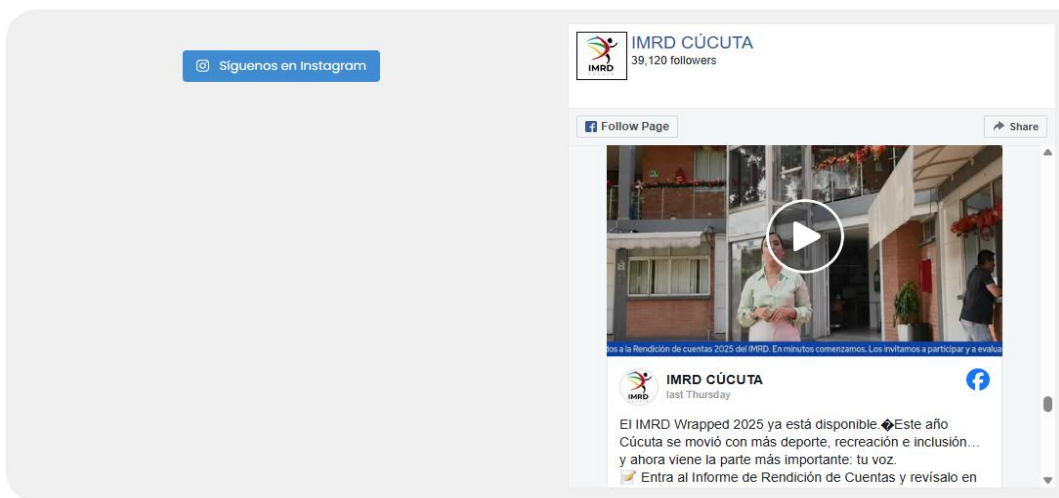 Síguenos en Instagram
IMRD
IMRD CÚCUTA
39,120 followers
Follow Page
Share
os a la Rendición de cuentas 2025 del IMRD. En minutos comenzamos. Los invitamos a participar y a evalua
IMRD
IMRD CÚCUTA
last Thursday
El IMRD Wrapped 2025 ya está disponible.�Este año
Cúcuta se movió con más deporte, recreación e inclusión…
y ahora viene la parte más importante: tu voz.
📝 Entra al Informe de Rendición de Cuentas y revísalo en